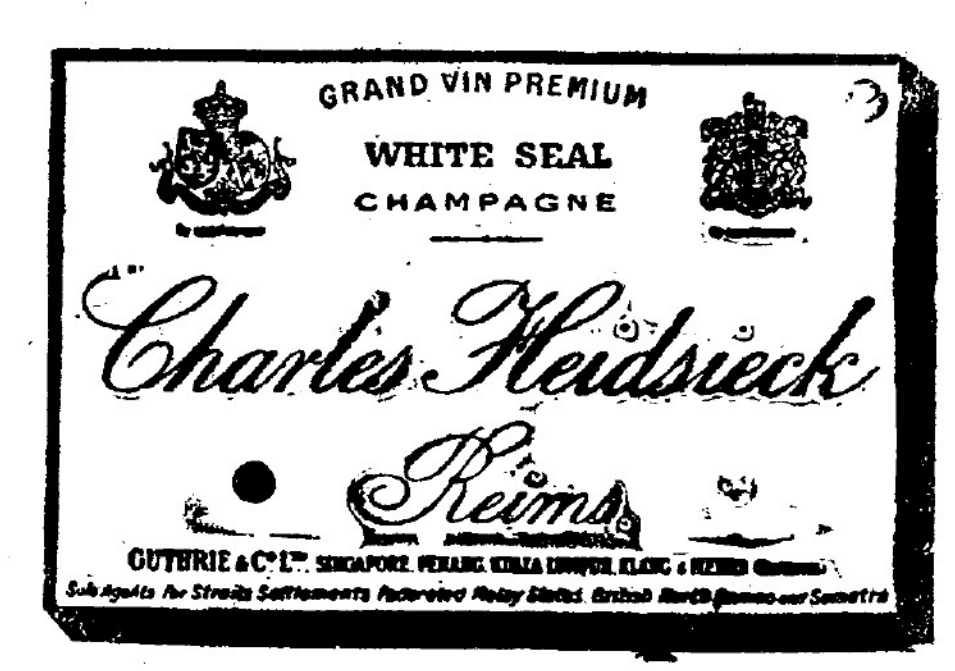 GRAND VIN PREMIUM
WHITE SEAL
CHAMPAGNE
Charles Heidsieck
Reims
GUTHRIE & Co. LTD. SINGAPORE, PENANG, KUALA LUMPUR, KLANG &
Sole Agents for Straits Settlements Federated Malay States, British North Borneo and Sumatra